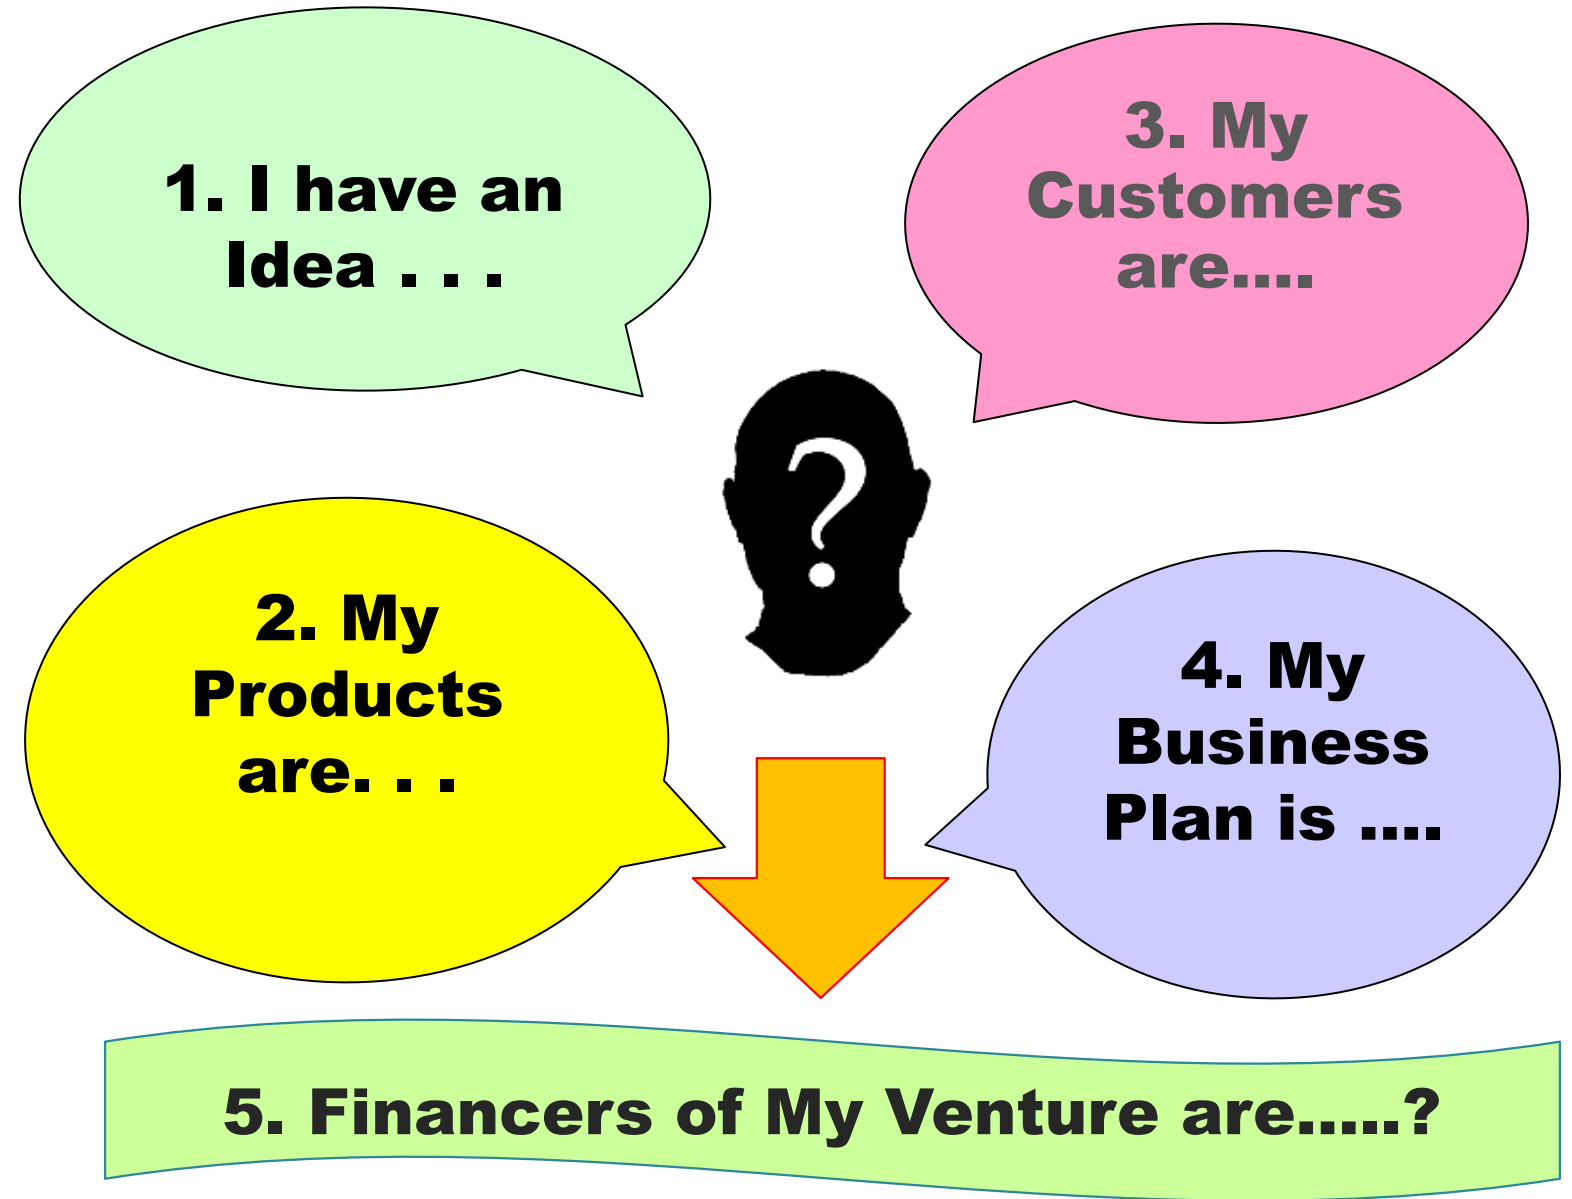 1. I have an
Idea . . .
2. My
Products
are. . .
3. My
Customers
are....
4. My
Business
Plan is ....
?
5. Financers of My Venture are.....?